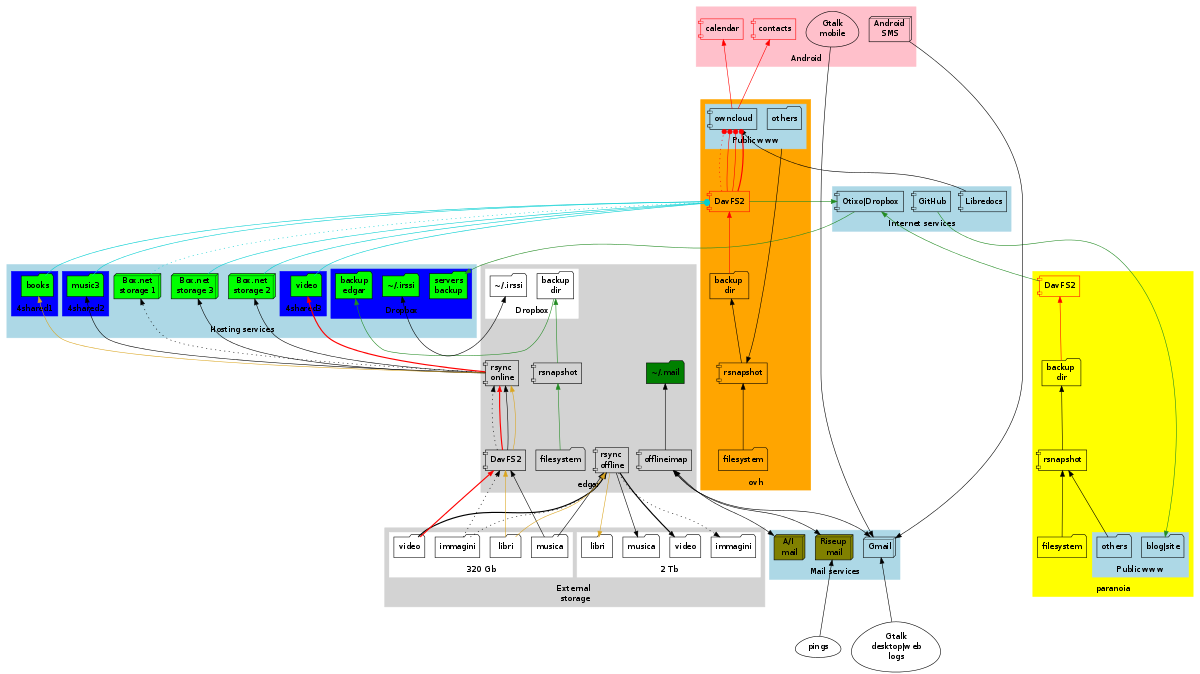 calendar
contacts
Gtalk
mobile
Android
SMS
Android
owncloud
others
Public www
DavFS2
Otixo|Dropbox
GitHub
Libredocs
Internet services
books
music3
Box.net
storage 1
Box.net
storage 3
Box.net
storage 2
video
backup
edgar
~/.irssi
servers
backup
Dropbox
Hosting services
~/.irssi
backup
dir
Dropbox
backup
dir
DavFS2
rsync
online
rsnapshot
~/.mail
rsnapshot
backup
dir
DavFS2
filesystem
rsync
offline
offlineimap
edgar
filesystem
ovh
rsnapshot
video
immagini
libri
musica
320 Gb
libri
musica
video
immagini
2 Tb
External
storage
A/I
mail
Riseup
mail
Gmail
Mail services
filesystem
others
blog|site
Public www
paranoia
pings
Gtalk
desktop|web
logs